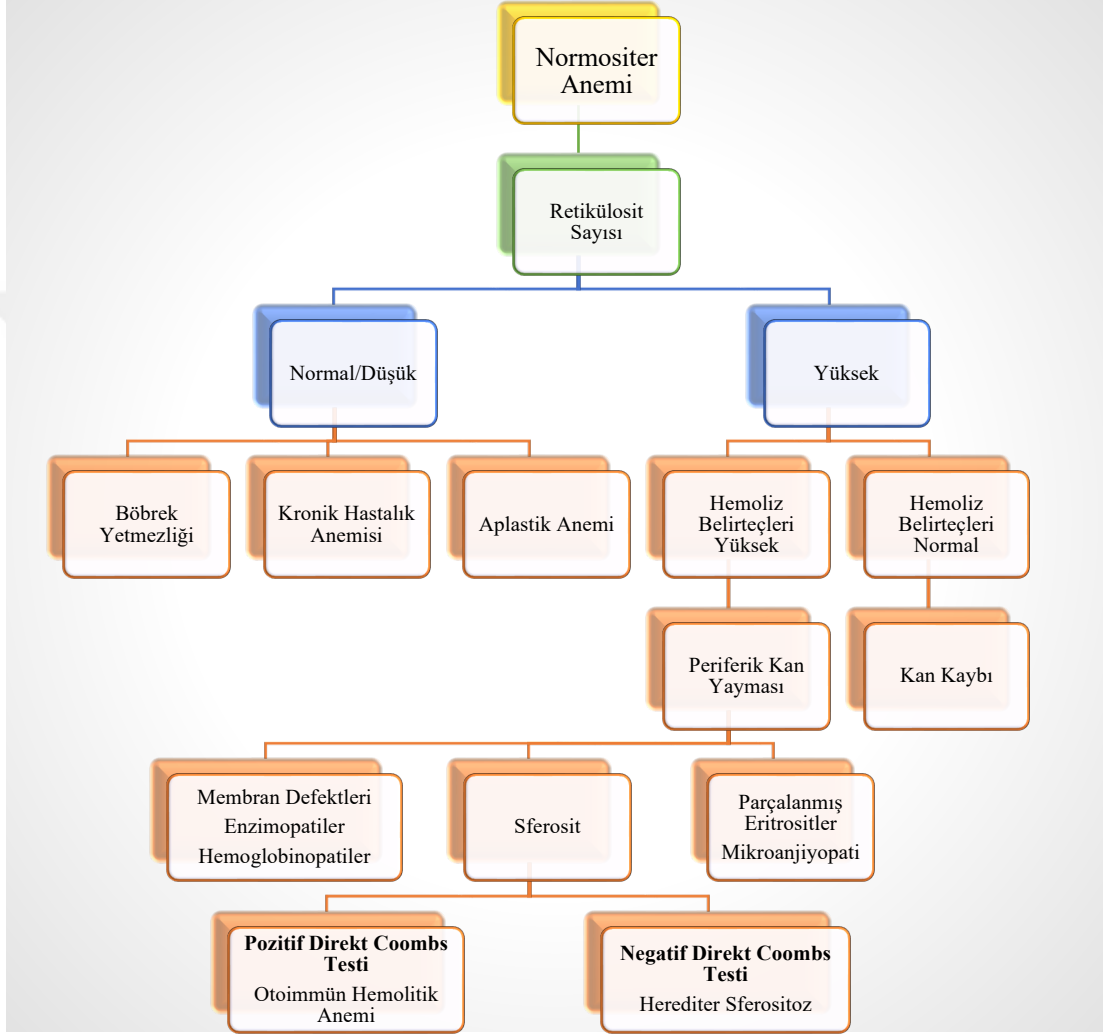 Normositer
Anemi
Retikülosit
Sayısı
Normal/Düşük
Yüksek
Böbrek
Yetmezliği
Kronik Hastalık
Anemisi
Aplastik Anemi
Hemoliz
Belirteçleri
Yüksek
Hemoliz
Belirteçleri
Normal
Periferik Kan
Yayması
Kan Kaybı
Membran Defektleri
Enzimopatiler
Hemoglobinopatiler
Sferosit
Parçalanmış
Eritrositler
Mikroanjiyopati
Pozitif Direkt Coombs
Testi
Otoimmün Hemolitik
Anemi
Negatif Direkt Coombs
Testi
Herediter Sferositoz